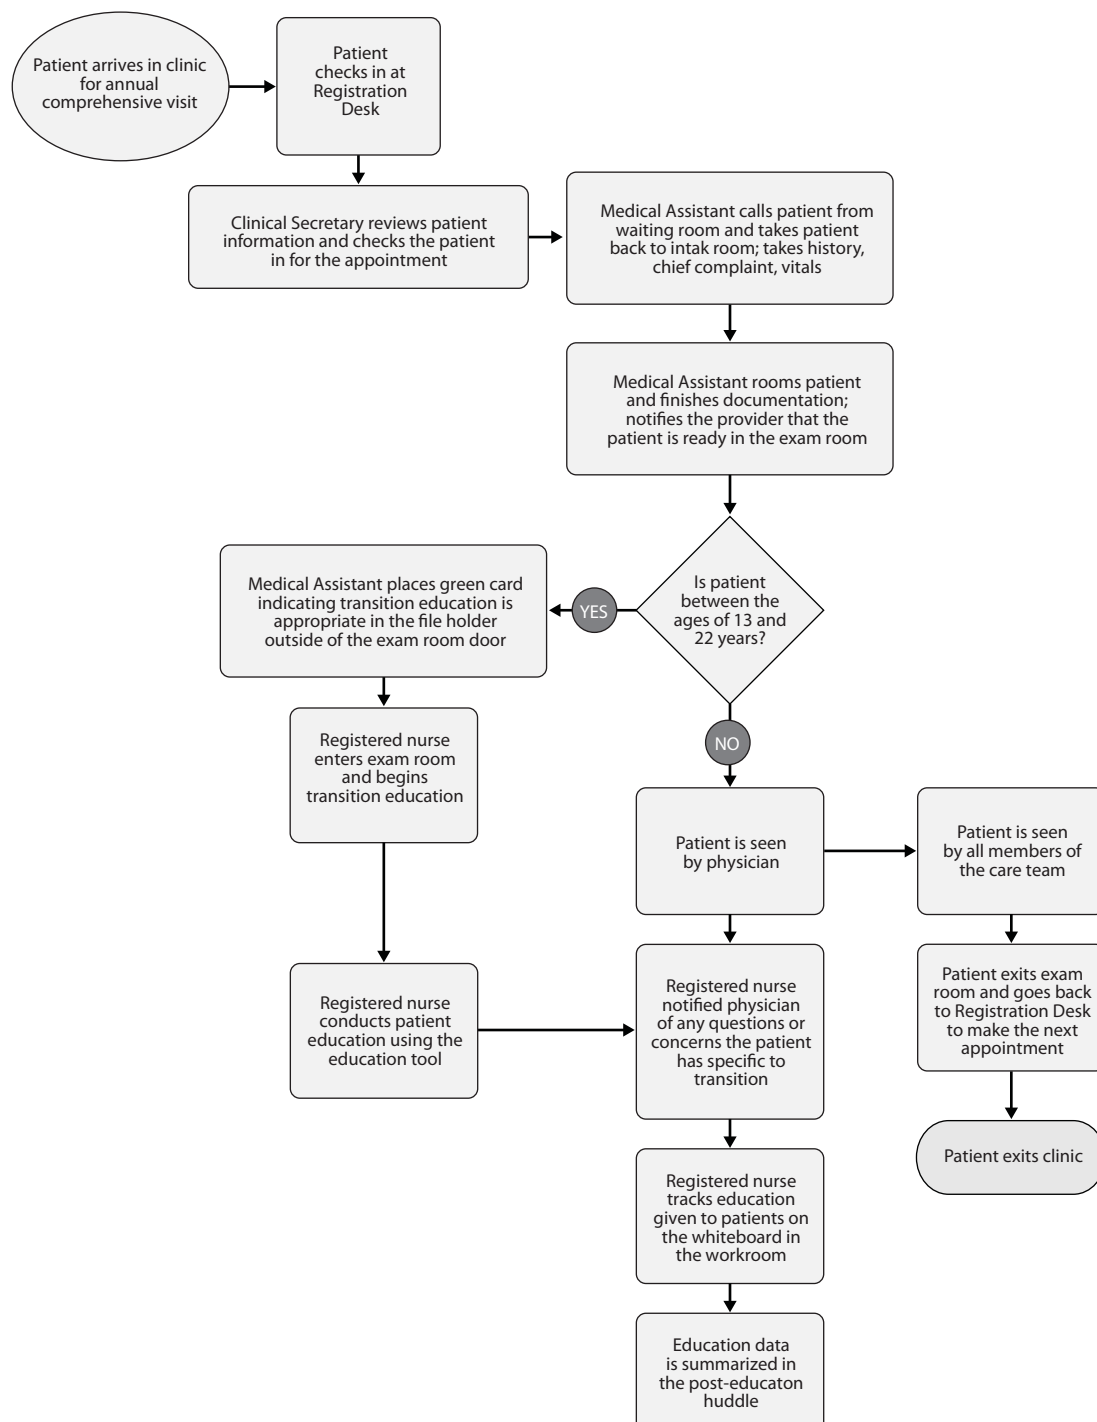 Patient arrives in clinic
for annual
comprehensive visit
Patient
checks in at
Registration
Desk
Clinical Secretary reviews patient
information and checks the patient
in for the appointment
Medical Assistant calls patient from
waiting room and takes patient
back to intak room; takes history,
chief complaint, vitals
Medical Assistant rooms patient
and finishes documentation;
notifies the provider that the
patient is ready in the exam room
Is patient
between the
ages of 13 and
22 years?
YES
Medical Assistant places green card
indicating transition education is
appropriate in the file holder
outside of the exam room door
Registered nurse
enters exam room
and begins
transition education
Registered nurse
conducts patient
education using the
education tool
NO
Patient is seen
by physician
Patient is seen
by all members of
the care team
Patient exits exam
room and goes back
to Registration Desk
to make the next
appointment
Patient exits clinic
Registered nurse
notified physician
of any questions or
concerns the patient
has specific to
transition
Registered nurse
tracks education
given to patients on
the whiteboard in
the workroom
Education data
is summarized in
the post-educaton
huddle